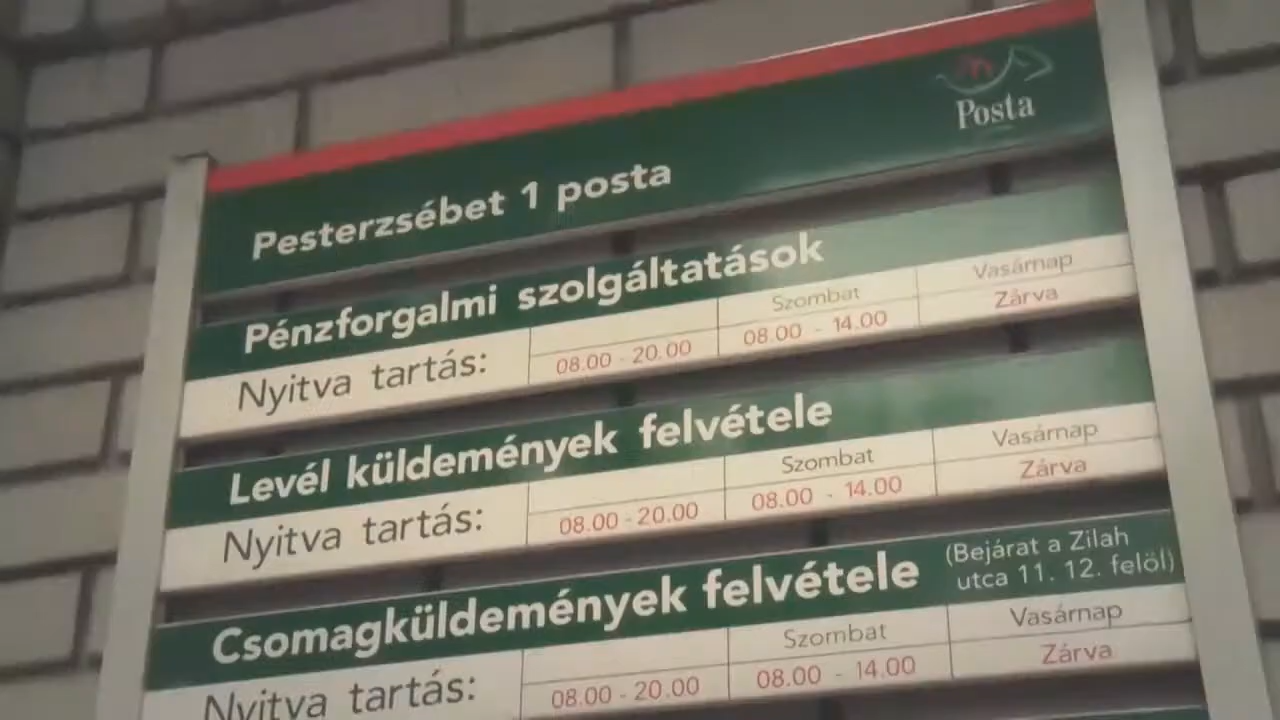 Posta
Pesterzsébet 1 posta
Pénzforgalmi szolgáltatások
Szombat Vasárnap
Nyitva tartás: 08.00 - 20.00 08.00 - 14.00 Zárva
Levél küldemények felvétele
Szombat Vasárnap
Nyitva tartás: 08.00 - 20.00 08.00 - 14.00 Zárva
Csomagküldemények felvétele (Bejárat a Zilah
utca 11. 12. felöl)
Szombat Vasárnap
Nyitva tartás: 08.00 - 20.00 08.00 - 14.00 Zárva